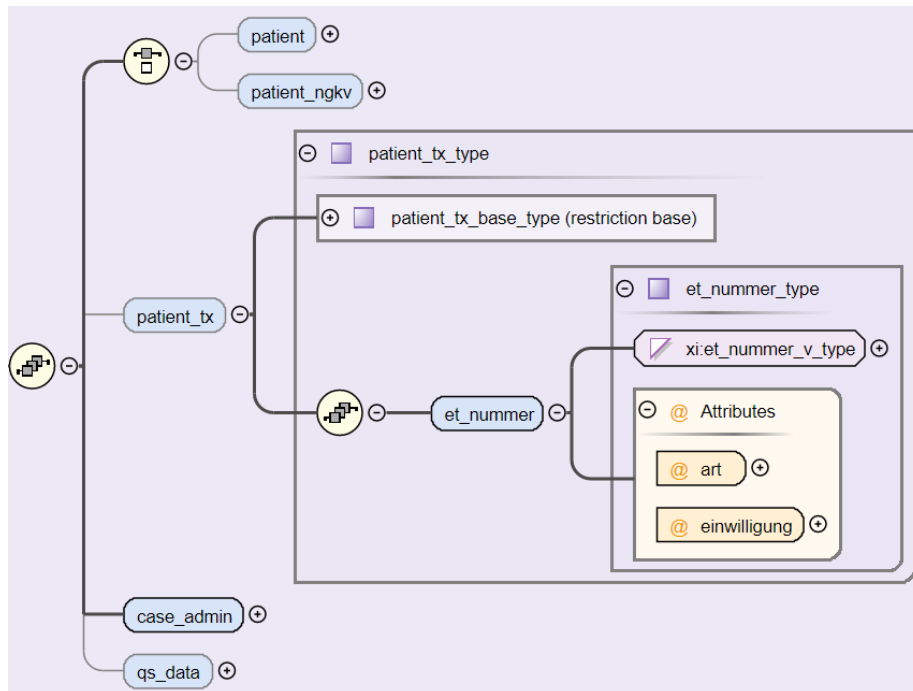 patient
patient_ngkv
patient_tx_type
patient_tx_base_type (restriction base)
et_nummer_type
patient_tx
xi:et_nummer_v_type
et_nummer
@ Attributes
@ art
@ einwilligung
case_admin
qs_data